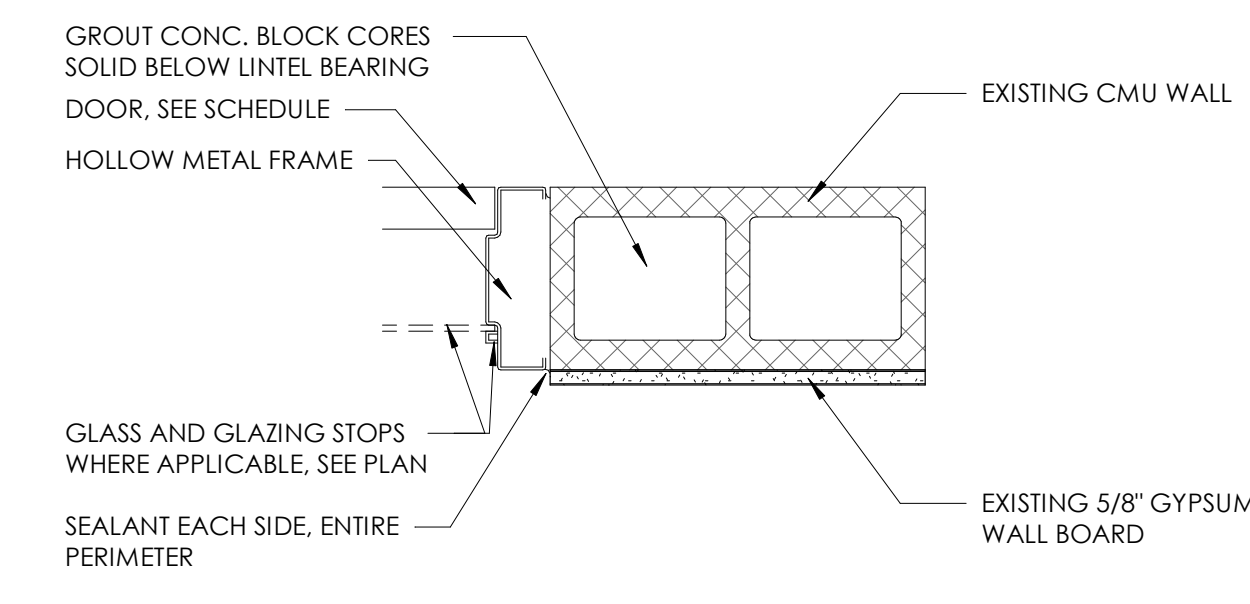 GROUT CONC. BLOCK CORES
SOLID BELOW LINTEL BEARING
DOOR, SEE SCHEDULE
HOLLOW METAL FRAME
EXISTING CMU WALL
GLASS AND GLAZING STOPS
WHERE APPLICABLE, SEE PLAN
SEALANT EACH SIDE, ENTIRE
PERIMETER
EXISTING 5/8" GYPSUM
WALL BOARD